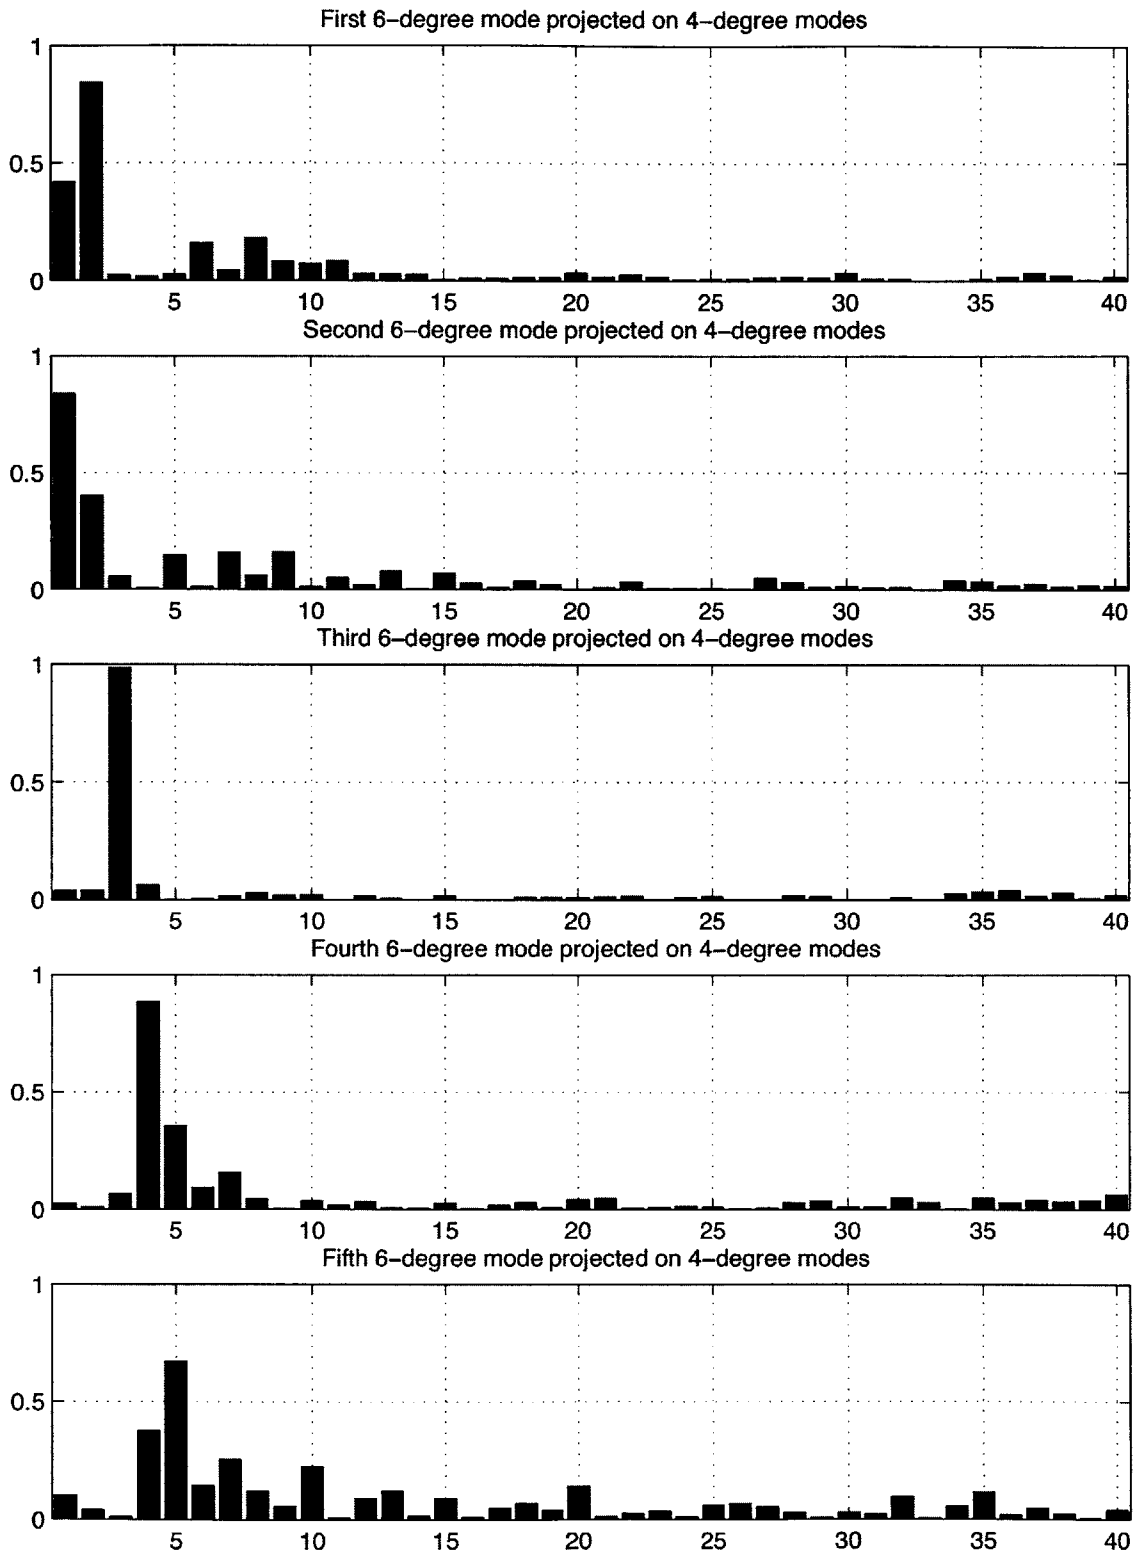 First 6–degree mode projected on 4–degree modes
1
0.5
0
5 10 15 20 25 30 35 40
Second 6–degree mode projected on 4–degree modes
1
0.5
0
5 10 15 20 25 30 35 40
Third 6–degree mode projected on 4–degree modes
1
0.5
0
5 10 15 20 25 30 35 40
Fourth 6–degree mode projected on 4–degree modes
1
0.5
0
5 10 15 20 25 30 35 40
Fifth 6–degree mode projected on 4–degree modes
1
0.5
0
5 10 15 20 25 30 35 40